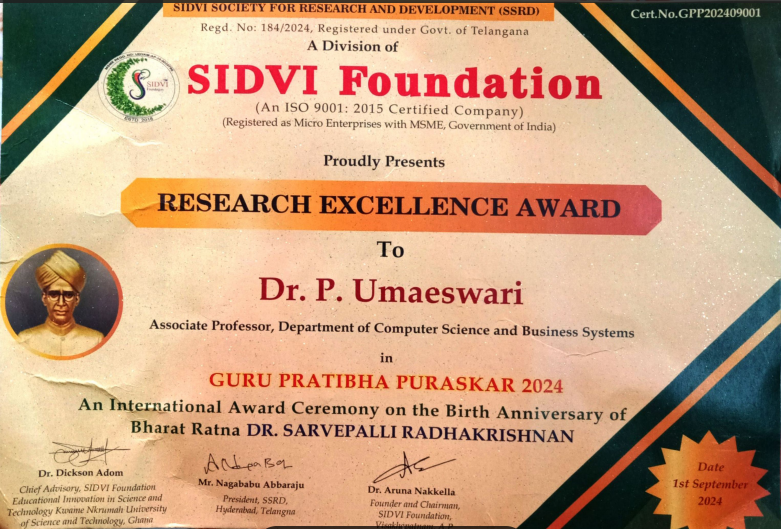 SIDVI SOCIETY FOR RESEARCH AND DEVELOPMENT (SSRD)
Cert.No.GPP202409001
Regd. No: 184/2024, Registered under Govt. of Telangana
A Division of
SIDVI Foundation
SIDVI
(An ISO 9001: 2015 Certified Company)
(Registered as Micro Enterprises with MSME, Government of India)
Proudly Presents
RESEARCH EXCELLENCE AWARD
To
Dr. P. Umaeswari
Associate Professor, Department of Computer Science and Business Systems
in
GURU PRATIBHA PURASKAR 2024
An International Award Ceremony on the Birth Anniversary of
Bharat Ratna DR. SARVEPALLI RADHAKRISHNAN
Dr. Dickson Adom
Chief Advisory, SIDVI Foundation
Educational Innovation in Science and
Technology Kwame Nkrumah University
of Science and Technology, Ghana
Mr. Nagababu Abbaraju
President, SSRD,
Hyderabad, Telangna
Dr. Aruna Nakkella
Founder and Chairman,
SIDVI Foundation,
Visakhapatnam, A.P.
Date
1st September
2024